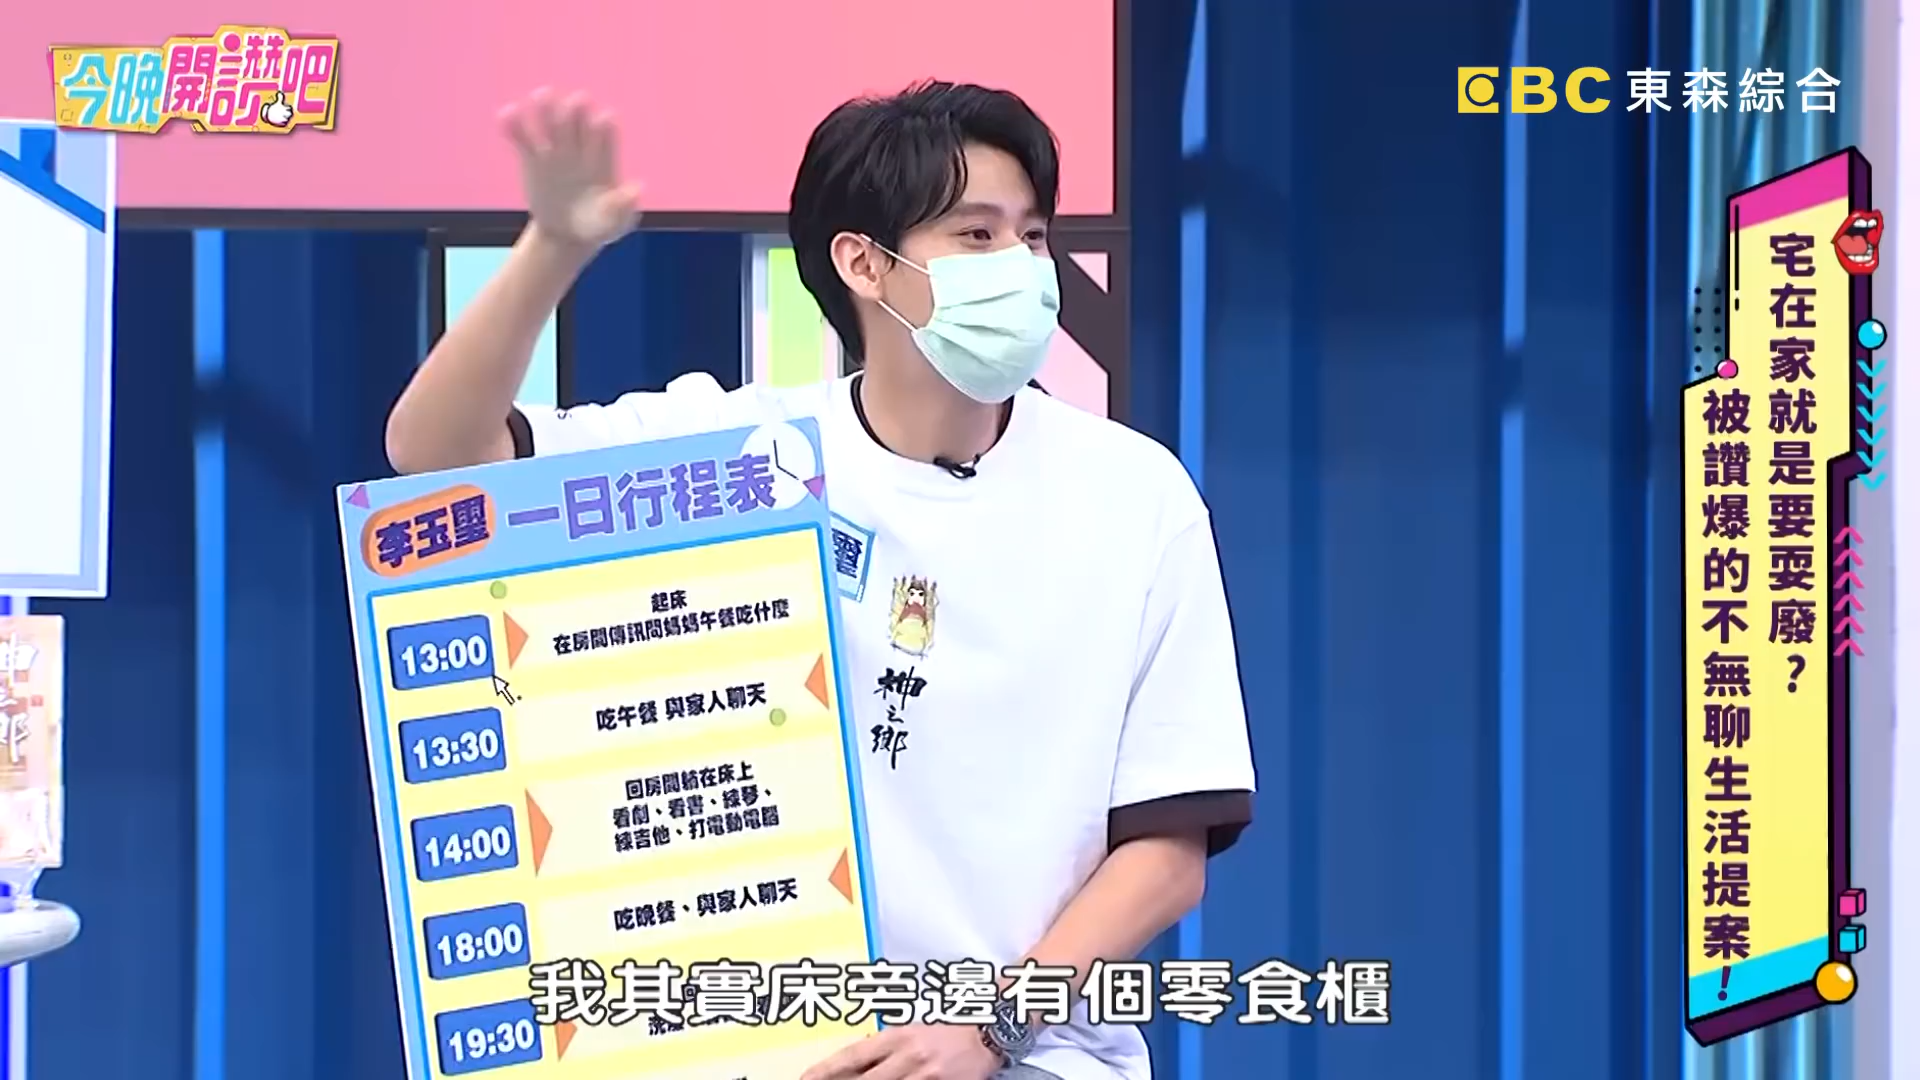 今晚開讚吧
EBC 東森綜合
宅在家就是要耍廢?
被讚爆的不無聊生活提案!
李玉璽 一日行程表
13:00
起床
在房間傳訊問媽媽午餐吃什麼
13:30
吃午餐 與家人聊天
14:00
回房間躺在床上
看劇、看書、練琴、
練吉他、打電動電腦
18:00
吃晚餐、與家人聊天
19:30
璽
神之鄉
我其實床旁邊有個零食櫃